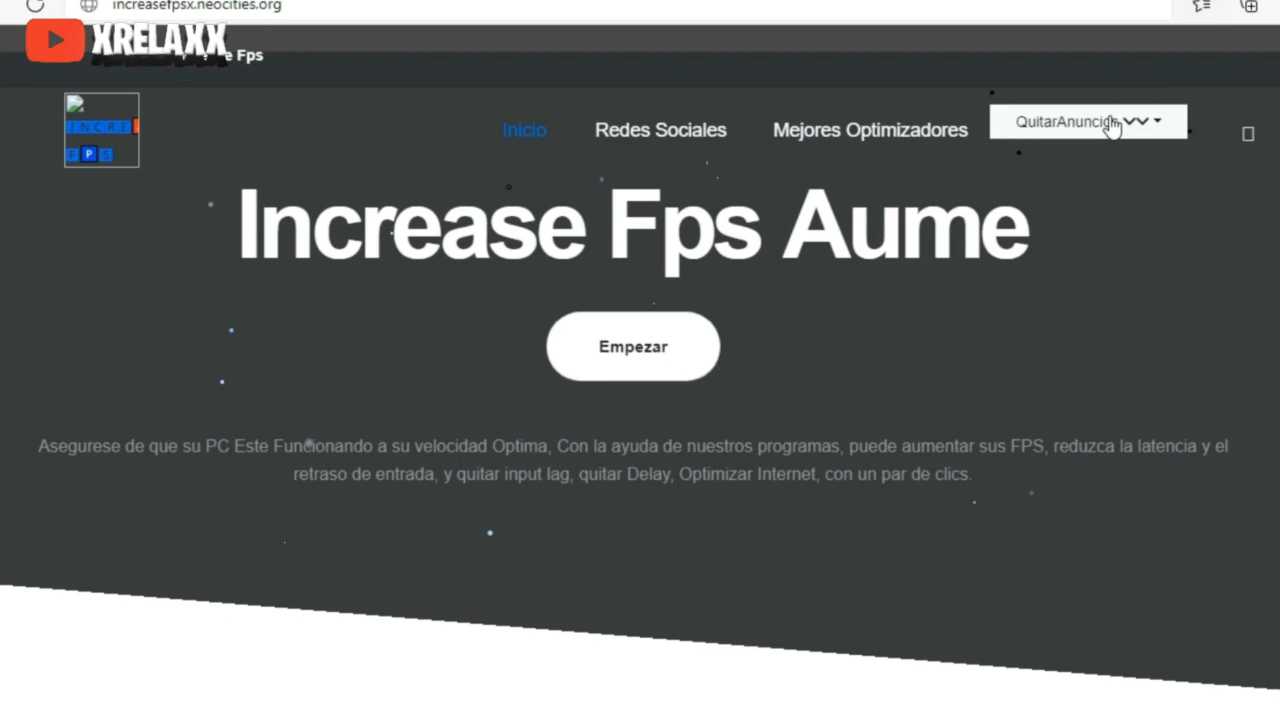 increasefpsx.neocities.org
XRELAXX
e Fps
INCRE
FPS
Inicio
Redes Sociales
Mejores Optimizadores
QuitarAnuncio
Increase Fps Aume
Empezar
Asegurese de que su PC Este Funcionando a su velocidad Optima, Con la ayuda de nuestros programas, puede aumentar sus FPS, reduzca la latencia y el
retraso de entrada, y quitar input lag, quitar Delay, Optimizar Internet, con un par de clics.